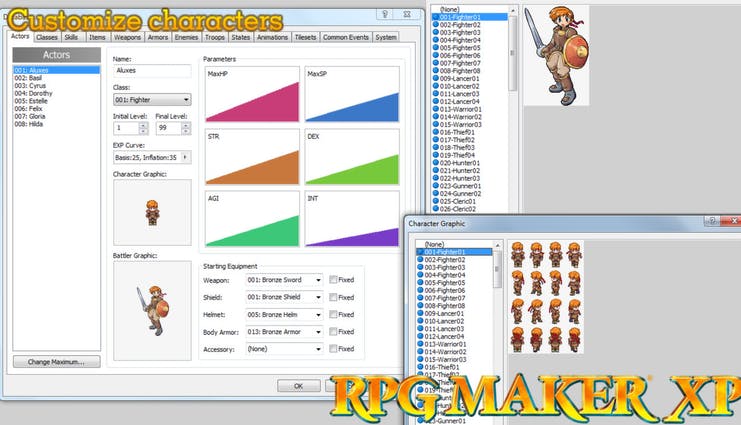 Customize characters
Actors Classes Skills Items Weapons Armors Enemies Troops States Animations Tilesets Common Events System
Actors
001: Aluxes
002: Basil
003: Cyrus
004: Dorothy
005: Estelle
006: Felix
007: Gloria
008: Hilda
Change Maximum...
Name:
Aluxes
Class:
001: Fighter
Initial Level: Final Level:
1 99
EXP Curve:
Basis:25, Inflation:35
Character Graphic:
Battler Graphic:
Parameters
MaxHP MaxSP
STR DEX
AGI INT
Starting Equipment
Weapon: 001: Bronze Sword Fixed
Shield: 001: Bronze Shield Fixed
Helmet: 005: Bronze Helm Fixed
Body Armor: 013: Bronze Armor Fixed
Accessory: (None) Fixed
OK
(None)
001-Fighter01
002-Fighter02
003-Fighter03
004-Fighter04
005-Fighter05
006-Fighter06
007-Fighter07
008-Fighter08
009-Lancer01
010-Lancer02
011-Lancer03
012-Lancer04
013-Warrior01
014-Warrior02
015-Warrior03
016-Thief01
017-Thief02
018-Thief03
019-Thief04
020-Hunter01
021-Hunter02
022-Hunter03
023-Gunner01
024-Gunner02
025-Cleric01
026-Cleric02
Character Graphic
(None)
001-Fighter01
002-Fighter02
003-Fighter03
004-Fighter04
005-Fighter05
006-Fighter06
007-Fighter07
008-Fighter08
009-Lancer01
010-Lancer02
011-Lancer03
012-Lancer04
013-Warrior01
014-Warrior02
015-Warrior03
016-Thief01
017-Thief02
RPG MAKER XP